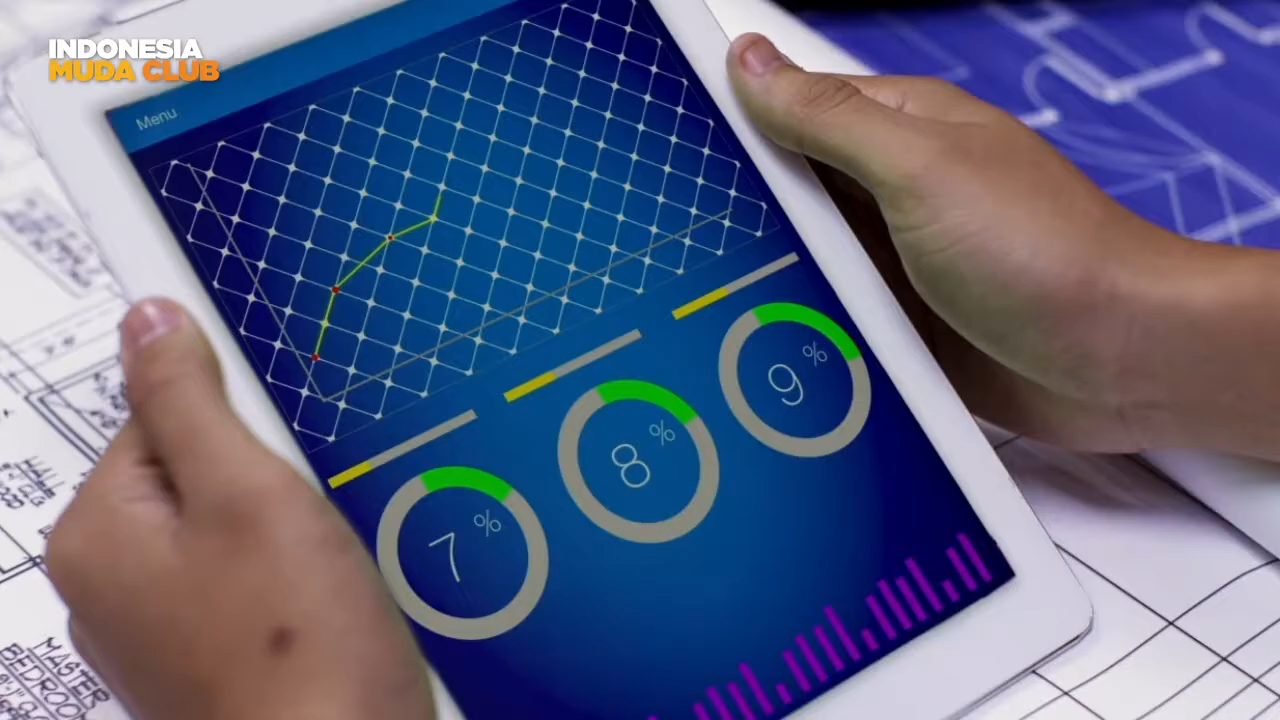 INDONESIA
MUDA CLUB
Menu
7%
8%
9%
MASTER
BEDROO